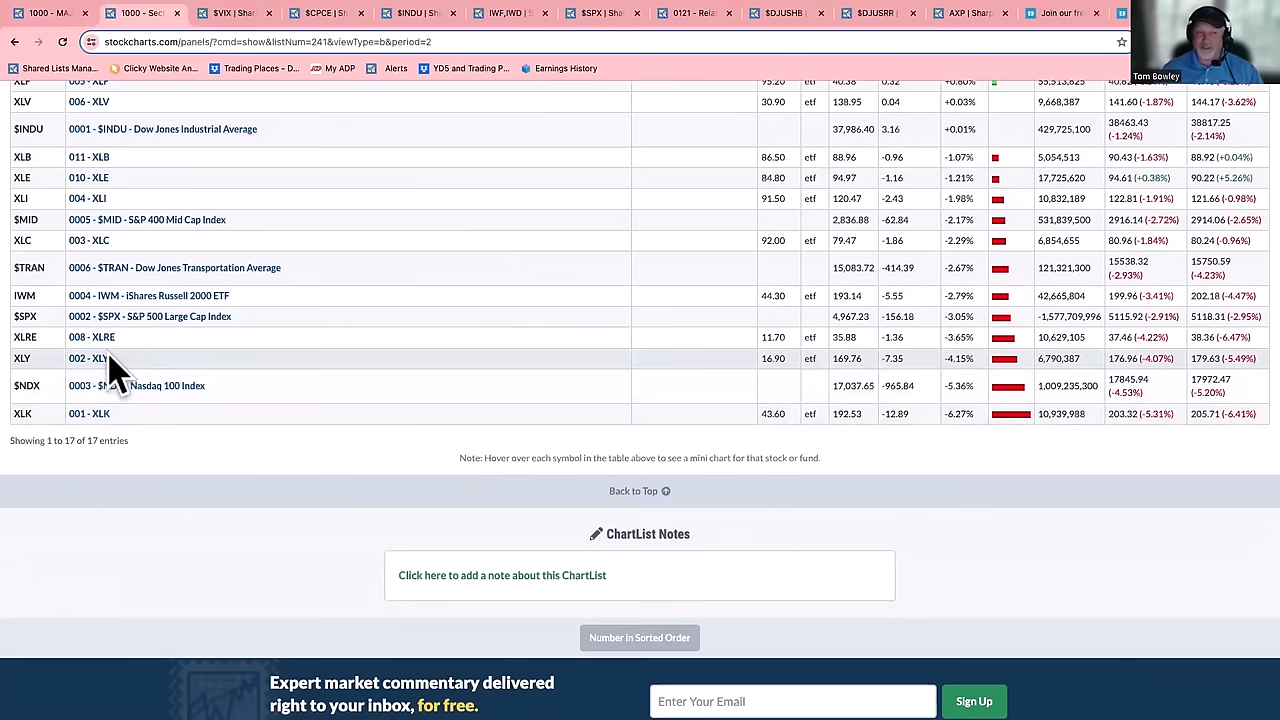 1000 - MA.
1000 - Sect
$VIX | Shar
$CPCE | Sh
$INDU | Sh
IWF,IWD | S
$SPX | Shar
0121 - Relat
$DJUSHB |
$DJUSRR |
AXP | Sharp
Join our fre
stockcharts.com/panels/?cmd=show&listNum=241&viewType=b&period=2
Shared Lists Mana... Clicky Website An... Trading Places - D... My ADP Alerts YD5 and Trading P... Earnings History
Tom Bowley
XLF 005 - XLF 95.20 etf 40.38 0.32 +0.80% 55,513,625
XLV 006 - XLV 30.90 etf 138.95 0.04 +0.03% 9,668,387 141.60 (-1.87%) 144.17 (-3.62%)
$INDU 0001 - $INDU - Dow Jones Industrial Average 37,986.40 3.16 +0.01% 429,725,100 38463.43 (-1.24%) 38817.25 (-2.14%)
XLB 011 - XLB 86.50 etf 88.96 -0.96 -1.07% 5,054,513 90.43 (-1.63%) 88.92 (+0.04%)
XLE 010 - XLE 84.80 etf 94.97 -1.16 -1.21% 17,725,620 94.61 (+0.38%) 90.22 (+5.26%)
XLI 004 - XLI 91.50 etf 120.47 -2.43 -1.98% 10,832,189 122.81 (-1.91%) 121.66 (-0.98%)
$MID 0005 - $MID - S&P 400 Mid Cap Index 2,836.88 -62.84 -2.17% 531,839,500 2916.14 (-2.72%) 2914.06 (-2.65%)
XLC 003 - XLC 92.00 etf 79.47 -1.86 -2.29% 6,854,655 80.96 (-1.84%) 80.24 (-0.96%)
$TRAN 0006 - $TRAN - Dow Jones Transportation Average 15,083.72 -414.39 -2.67% 121,321,300 15538.32 (-2.93%) 15750.59 (-4.23%)
IWM 0004 - IWM - iShares Russell 2000 ETF 44.30 etf 193.14 -5.55 -2.79% 42,665,804 199.96 (-3.41%) 202.18 (-4.47%)
$SPX 0002 - $SPX - S&P 500 Large Cap Index 4,967.23 -156.18 -3.05% -1,577,709,996 5115.92 (-2.91%) 5118.31 (-2.95%)
XLRE 008 - XLRE 11.70 etf 35.88 -1.36 -3.65% 10,629,105 37.46 (-4.22%) 38.36 (-6.47%)
XLY 002 - XLY 16.90 etf 169.76 -7.35 -4.15% 6,790,387 176.96 (-4.07%) 179.63 (-5.49%)
$NDX 0003 - Nasdaq 100 Index 17,037.65 -965.84 -5.36% 1,009,235,300 17845.94 (-4.53%) 17972.47 (-5.20%)
XLK 001 - XLK 43.60 etf 192.53 -12.89 -6.27% 10,939,988 203.32 (-5.31%) 205.71 (-6.41%)
Showing 1 to 17 of 17 entries
Note: Hover over each symbol in the table above to see a mini chart for that stock or fund.
Back to Top
ChartList Notes
Click here to add a note about this ChartList
Number in Sorted Order
Expert market commentary delivered
right to your inbox, for free.
Enter Your Email
Sign Up